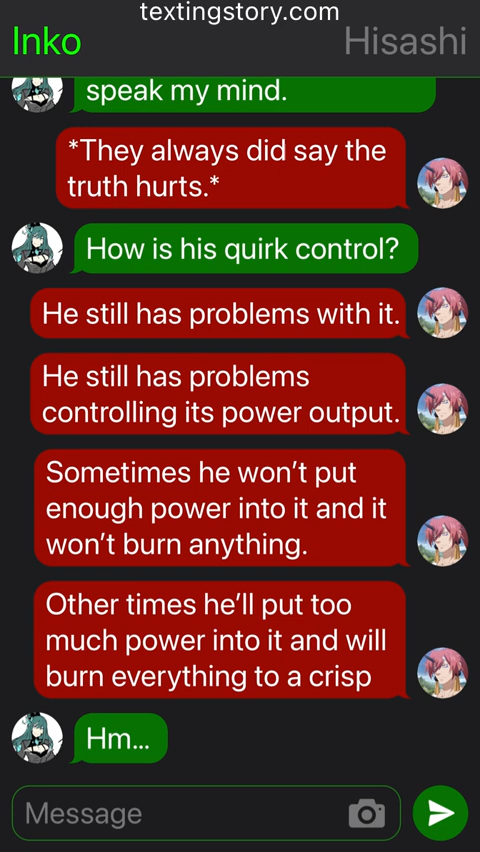 textingstory.com
Inko
Hisashi
speak my mind.
*They always did say the
truth hurts.*
How is his quirk control?
He still has problems with it.
He still has problems
controlling its power output.
Sometimes he won’t put
enough power into it and it
won’t burn anything.
Other times he’ll put too
much power into it and will
burn everything to a crisp
Hm...
Message